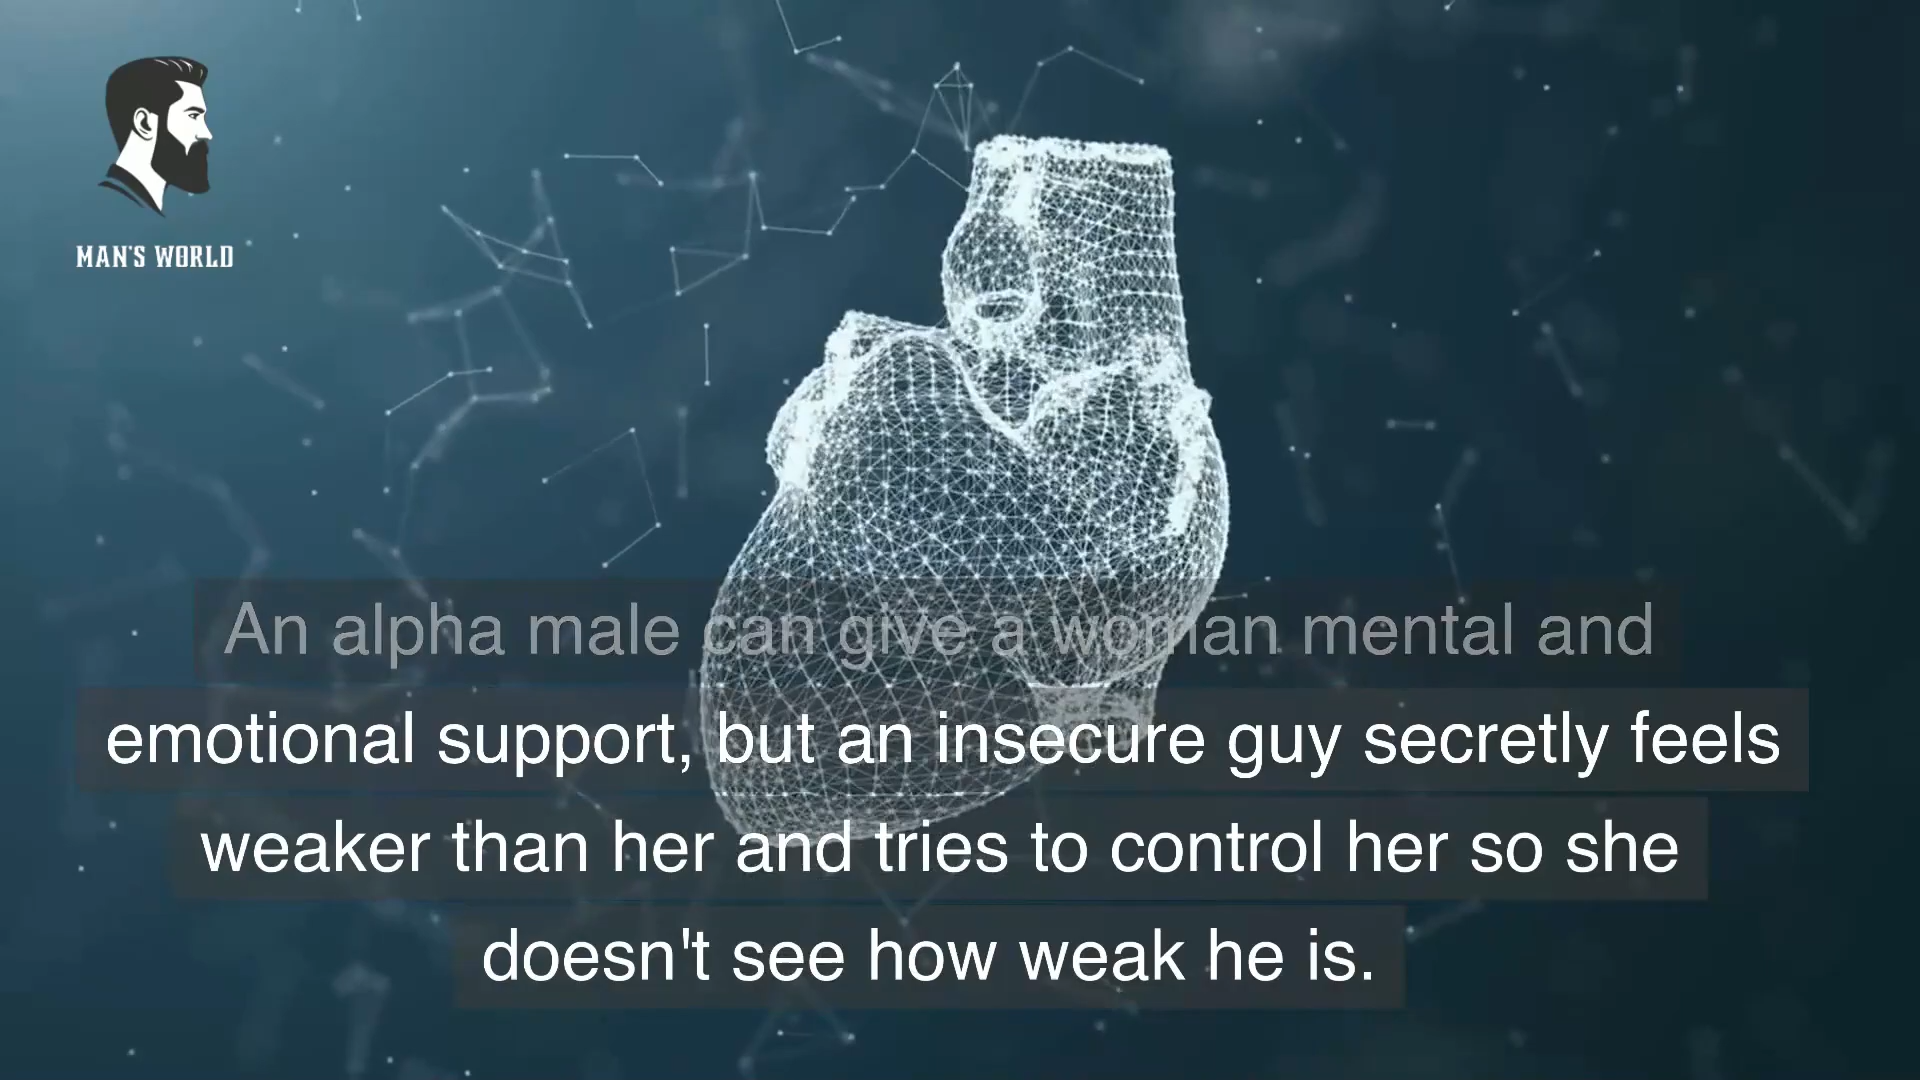 MAN'S WORLD
An alpha male can give a woman mental and
emotional support, but an insecure guy secretly feels
weaker than her and tries to control her so she
doesn't see how weak he is.